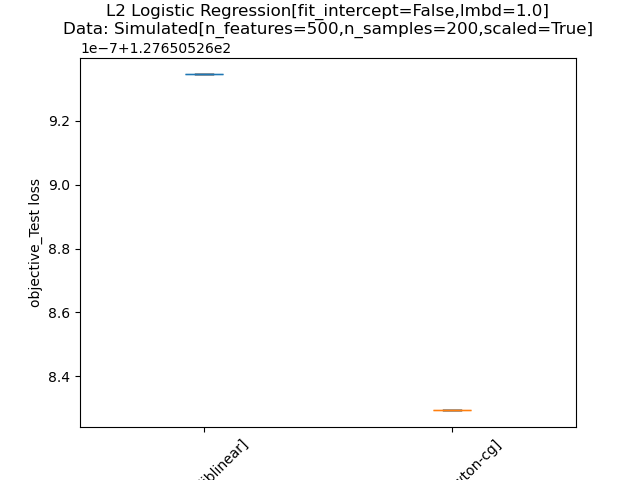 L2 Logistic Regression[fit_intercept=False,lmbd=1.0]
Data: Simulated[n_features=500,n_samples=200,scaled=True]
1e-7+1.27650526e2
9.2
9.0
8.8
8.6
8.4
objective_Test loss
iblinear]
ton-cg]